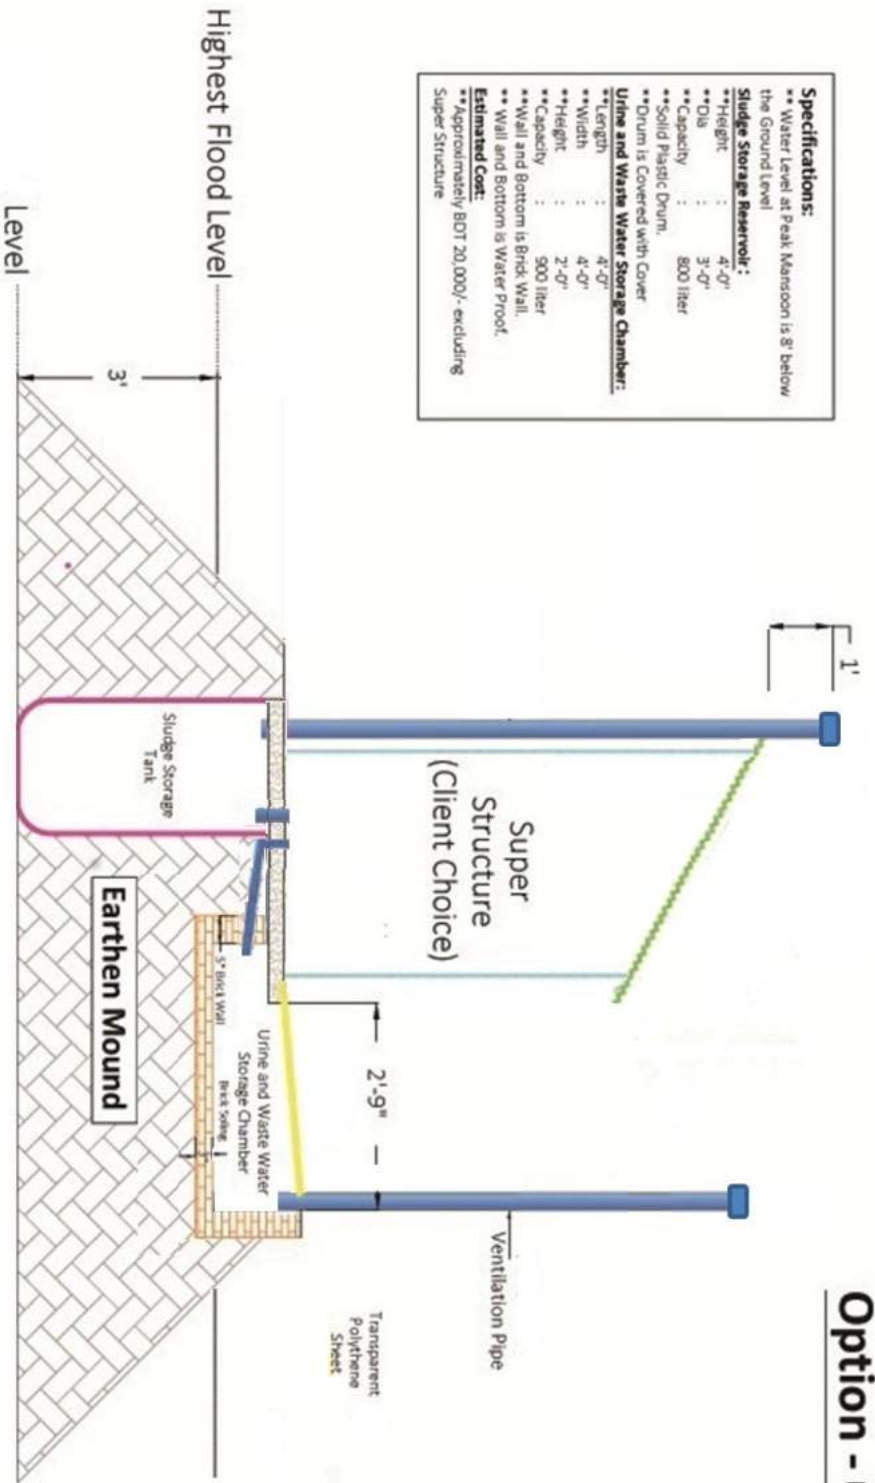 Option -
Specifications:
** Water Level at Peak Mansoon is 8' below
the Ground Level
Sludge Storage Reservoir :
**Height : 4'-0"
**Dia : 3'-0"
**Capacity : 800 liter
**Solid Plastic Drum.
**Drum is Covered with Cover
Urine and Waste Water Storage Chamber:
**Length : 4'-0"
**Width : 4'-0"
**Height : 2'-0"
**Capacity : 900 liter
**Wall and Bottom is Brick Wall.
** Wall and Bottom is Water Proof.
Estimated Cost:
**Approximately BDT 20,000/- excluding
Super Structure
1'
Super
Structure
(Client Choice)
Ventilation Pipe
2'-9"
Transparent
Polythene
Sheet
Highest Flood Level
3'
Level
Sludge Storage
Tank
5" Brick Wall
Urine and Waste Water
Storage Chamber
Brick Soling
Earthen Mound